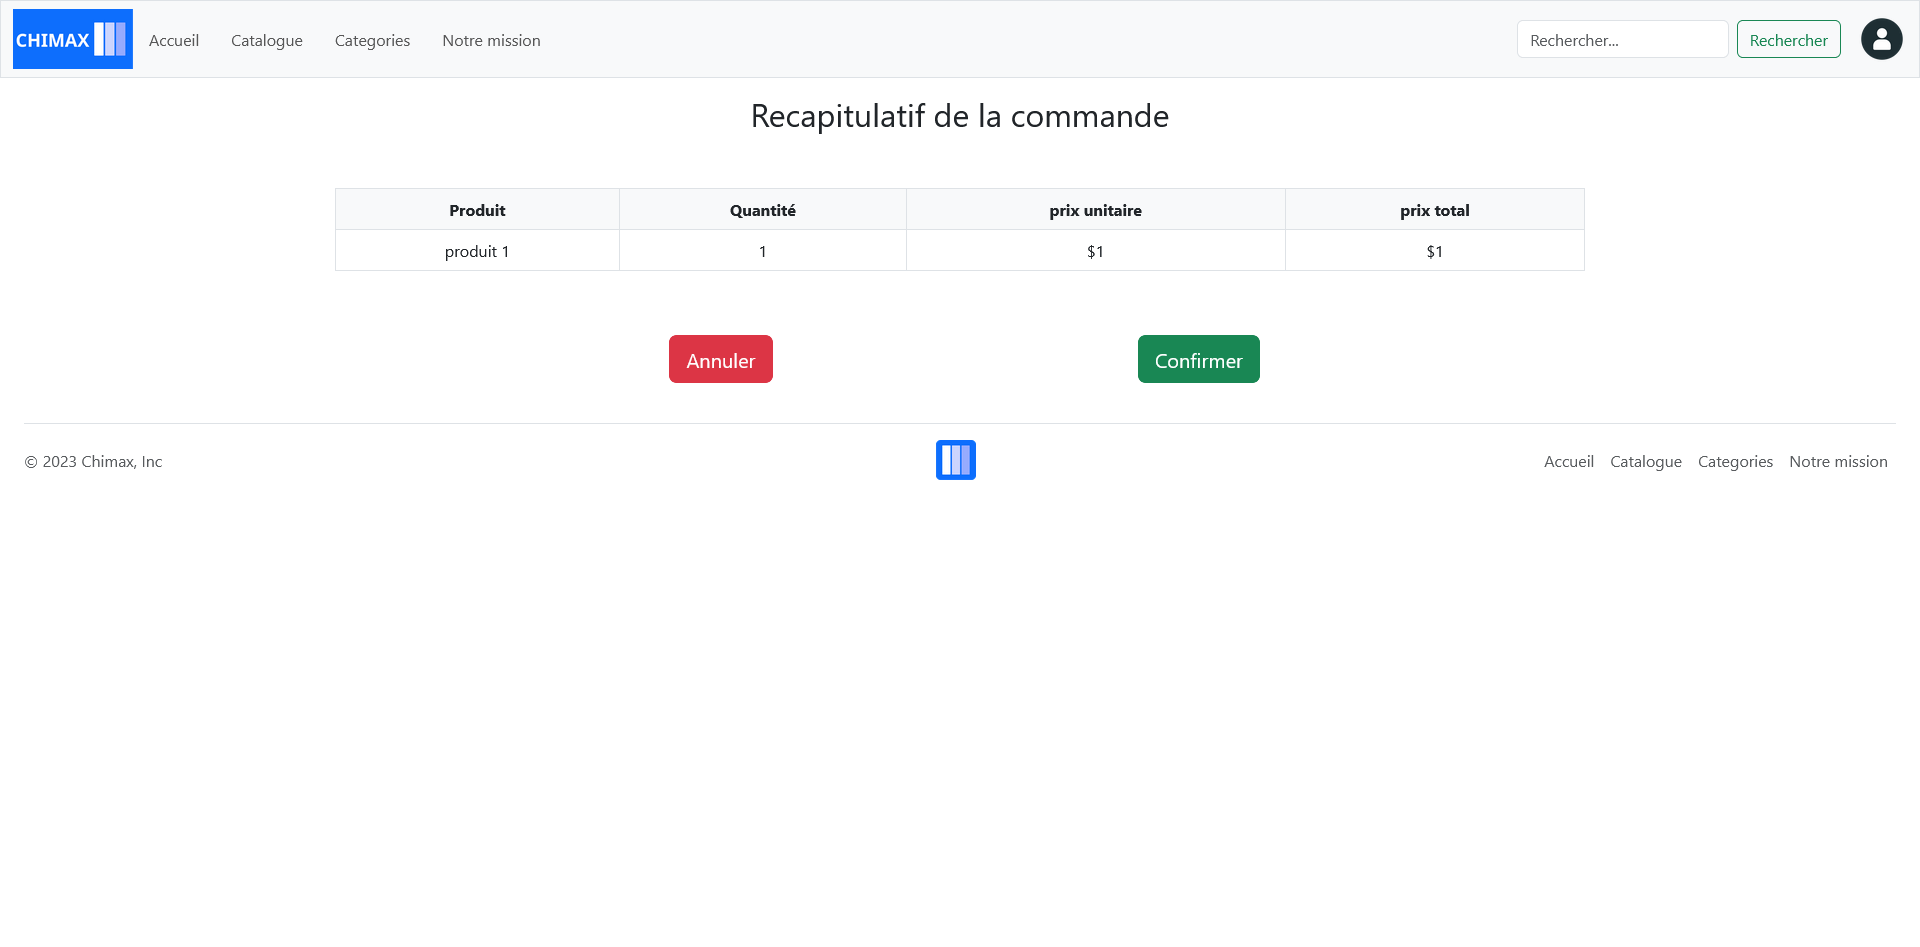 CHIMAX Accueil Catalogue Categories Notre mission Rechercher... Rechercher
Recapitulatif de la commande
Produit Quantité prix unitaire prix total
produit 1 1 $1 $1
Annuler Confirmer
© 2023 Chimax, Inc Accueil Catalogue Categories Notre mission